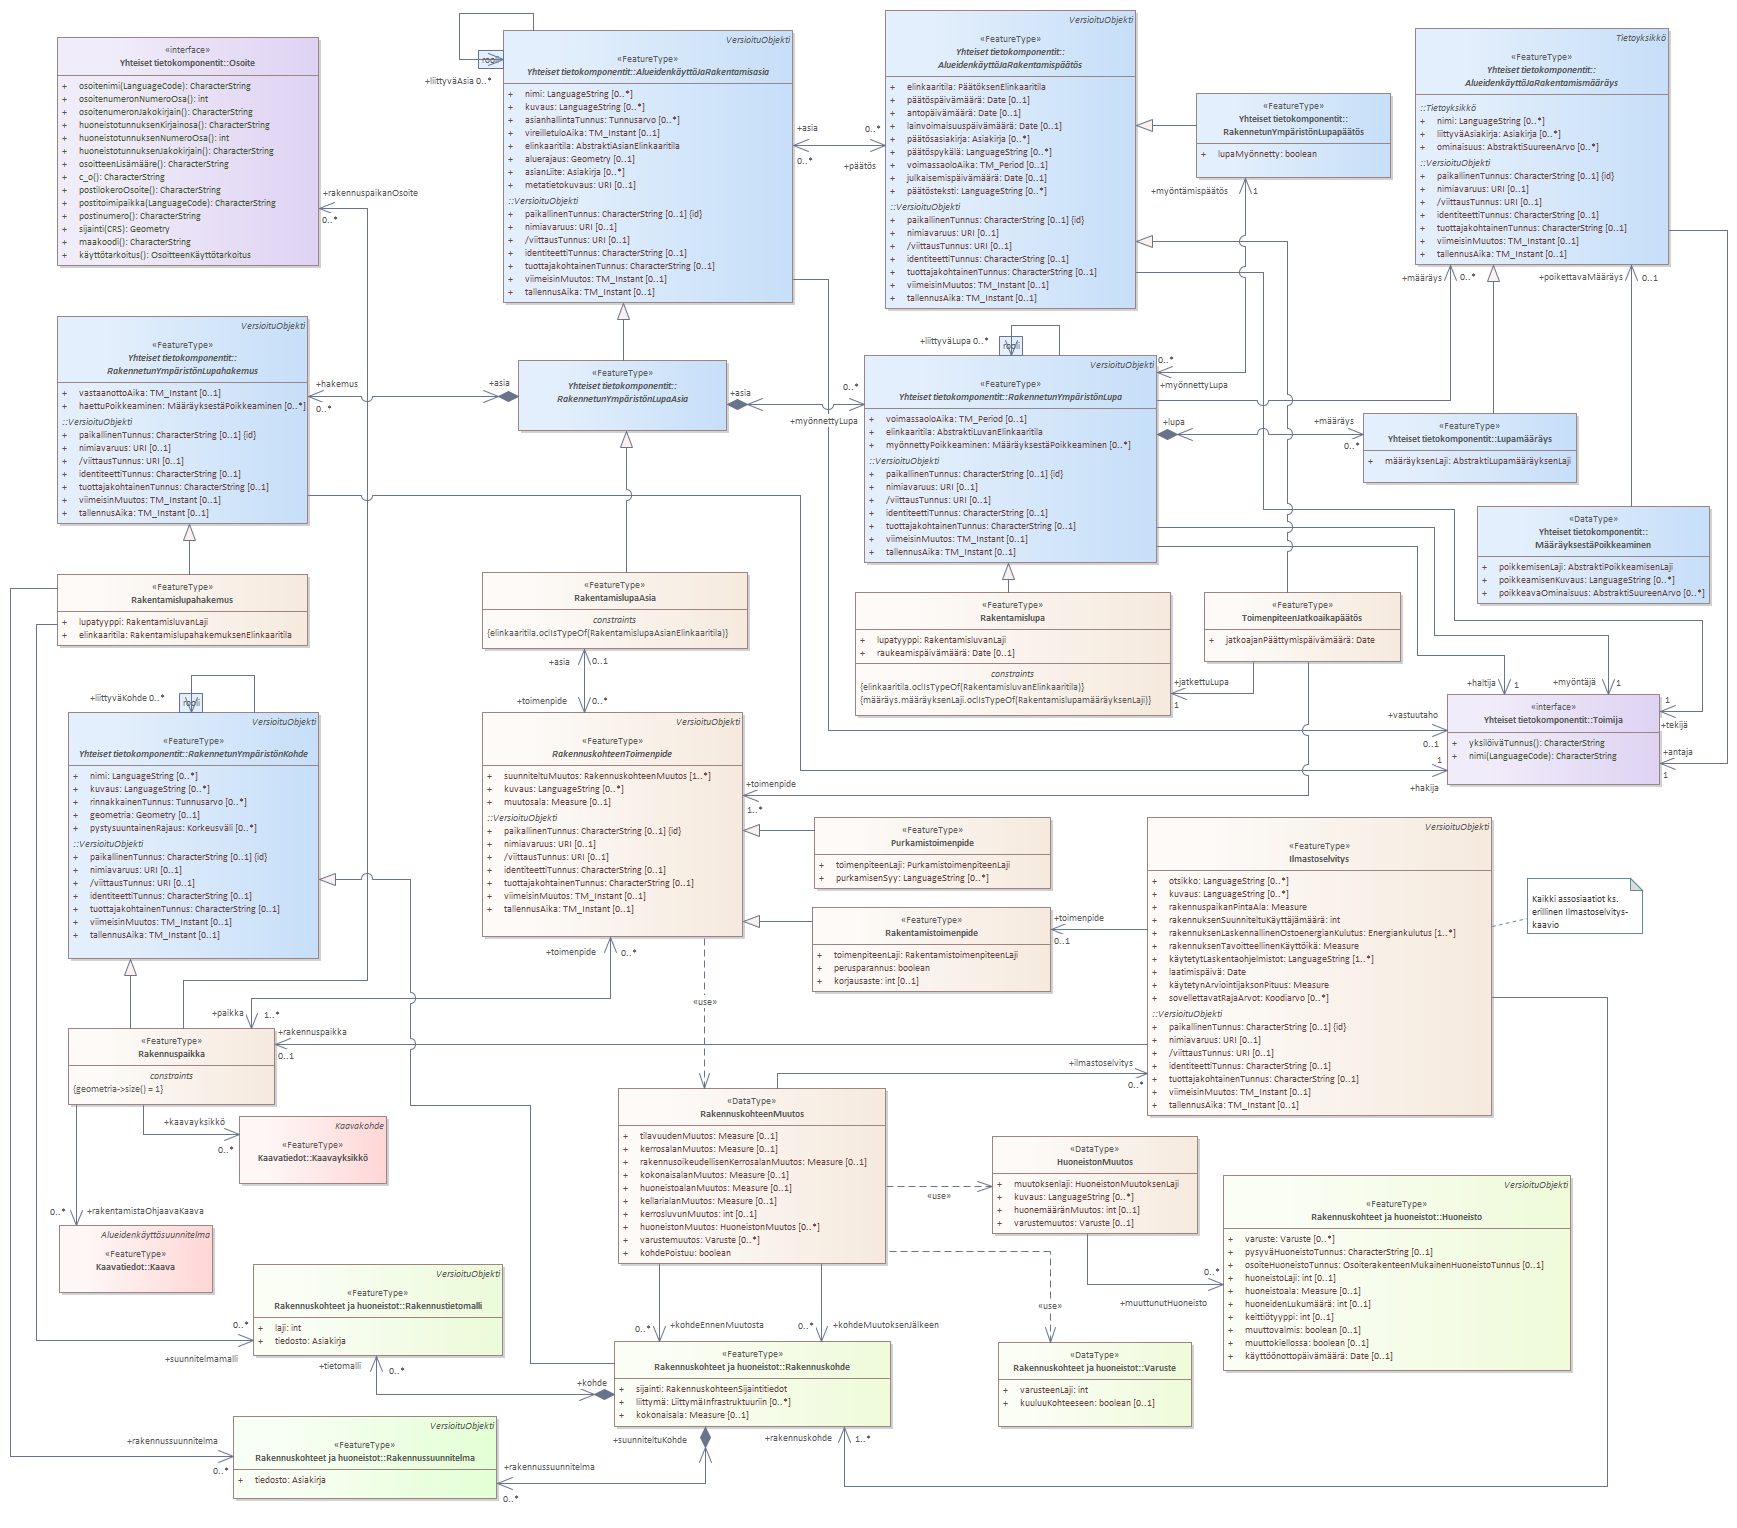 «interface»
Yhteiset tietokomponentit::Osoite
+ osoitenimi(LanguageCode): CharacterString
+ osoitenumeronNumeroOsa(): int
+ osoitenumeronJakokirjain(): CharacterString
+ huoneistotunnuksenKirjainosa(): CharacterString
+ huoneistotunnuksenNumeroOsa(): int
+ huoneistotunnuksenJakokirjain(): CharacterString
+ osoitteenLisämääre(): CharacterString
+ c_o(): CharacterString
+ postilokeroOsoite(): CharacterString
+ postitoimipaikka(LanguageCode): CharacterString
+ postinumero(): CharacterString
+ sijainti(CRS): Geometry
+ maakoodi(): CharacterString
+ käyttötarkoitus(): OsoitteenKäyttötarkoitus
+rakennuspaikanOsoite
0..*
rooli
+liittyväAsia 0..*
VersioituObjekti
«FeatureType»
Yhteiset tietokomponentit::AlueidenkäyttöJaRakentamisasia
+ nimi: LanguageString [0..*]
+ kuvaus: LanguageString [0..*]
+ asianhallintaTunnus: Tunnusarvo [0..*]
+ vireilletuloAika: TM_Instant [0..1]
+ elinkaaritila: AbstraktiAsianElinkaaritila
+ aluerajaus: Geometry [0..1]
+ asianLiite: Asiakirja [0..*]
+ metatietokuvaus: URI [0..1]
::VersioituObjekti
+ paikallinenTunnus: CharacterString [0..1] {id}
+ nimiavaruus: URI [0..1]
+ /viittausTunnus: URI [0..1]
+ identiteettiTunnus: CharacterString [0..1]
+ tuottajakohtainenTunnus: CharacterString [0..1]
+ viimeisinMuutos: TM_Instant [0..1]
+ tallennusAika: TM_Instant [0..1]
+asia
0..*
0..*
+päätös
VersioituObjekti
«FeatureType»
Yhteiset tietokomponentit::
AlueidenkäyttöJaRakentamispäätös
+ elinkaaritila: PäätöksenElinkaaritila
+ päätöspäivämäärä: Date [0..1]
+ antopäivämäärä: Date [0..1]
+ lainvoimaisuuspäivämäärä: Date [0..1]
+ päätösasiakirja: Asiakirja [0..*]
+ päätöspykälä: LanguageString [0..*]
+ voimassaoloAika: TM_Period [0..1]
+ julkaisemispäivämäärä: Date [0..1]
+ päätösteksti: LanguageString [0..*]
::VersioituObjekti
+ paikallinenTunnus: CharacterString [0..1] {id}
+ nimiavaruus: URI [0..1]
+ /viittausTunnus: URI [0..1]
+ identiteettiTunnus: CharacterString [0..1]
+ tuottajakohtainenTunnus: CharacterString [0..1]
+ viimeisinMuutos: TM_Instant [0..1]
+ tallennusAika: TM_Instant [0..1]
«FeatureType»
Yhteiset tietokomponentit::
RakennetunYmpäristönLupapäätös
+ lupaMyönnetty: boolean
+myöntämispäätös 1
Tietoyksikkö
«FeatureType»
Yhteiset tietokomponentit::
AlueidenkäyttöJaRakentamismääräys
::Tietoyksikkö
+ nimi: LanguageString [0..*]
+ liittyväAsiakirja: Asiakirja [0..*]
+ ominaisuus: AbstraktiSuureenArvo [0..*]
::VersioituObjekti
+ paikallinenTunnus: CharacterString [0..1] {id}
+ nimiavaruus: URI [0..1]
+ /viittausTunnus: URI [0..1]
+ identiteettiTunnus: CharacterString [0..1]
+ tuottajakohtainenTunnus: CharacterString [0..1]
+ viimeisinMuutos: TM_Instant [0..1]
+ tallennusAika: TM_Instant [0..1]
+määräys 0..*
+poikettavaMääräys 0..1
VersioituObjekti
«FeatureType»
Yhteiset tietokomponentit::
RakennetunYmpäristönLupahakemus
+ vastaanottoAika: TM_Instant [0..1]
+ haettuPoikkeaminen: MääräyksestäPoikkeaminen [0..*]
::VersioituObjekti
+ paikallinenTunnus: CharacterString [0..1] {id}
+ nimiavaruus: URI [0..1]
+ /viittausTunnus: URI [0..1]
+ identiteettiTunnus: CharacterString [0..1]
+ tuottajakohtainenTunnus: CharacterString [0..1]
+ viimeisinMuutos: TM_Instant [0..1]
+ tallennusAika: TM_Instant [0..1]
+hakemus
0..*
+asia
«FeatureType»
Yhteiset tietokomponentit::
RakennetunYmpäristönLupaAsia
+asia
0..*
+myönnettyLupa
+liittyväLupa 0..*
rooli
VersioituObjekti
«FeatureType»
Yhteiset tietokomponentit::RakennetunYmpäristönLupa
+ voimassaoloAika: TM_Period [0..1]
+ elinkaaritila: AbstraktiLuvanElinkaaritila
+ myönnettyPoikkeaminen: MääräyksestäPoikkeaminen [0..*]
::VersioituObjekti
+ paikallinenTunnus: CharacterString [0..1] {id}
+ nimiavaruus: URI [0..1]
+ /viittausTunnus: URI [0..1]
+ identiteettiTunnus: CharacterString [0..1]
+ tuottajakohtainenTunnus: CharacterString [0..1]
+ viimeisinMuutos: TM_Instant [0..1]
+ tallennusAika: TM_Instant [0..1]
0..*
+myönnettyLupa
+lupa
+määräys
0..*
«FeatureType»
Yhteiset tietokomponentit::Lupamääräys
+ määräyksenLaji: AbstraktiLupamääräyksenLaji
«DataType»
Yhteiset tietokomponentit::
MääräyksestäPoikkeaminen
+ poikkemisenLaji: AbstraktiPoikkeamisenLaji
+ poikkeamisenKuvaus: LanguageString [0..*]
+ poikkeavaOminaisuus: AbstraktiSuureenArvo [0..*]
«FeatureType»
Rakentamislupahakemus
+ lupatyyppi: RakentamisluvanLaji
+ elinkaaritila: RakentamislupahakemuksenElinkaaritila
«FeatureType»
RakentamislupaAsia
constraints
{elinkaaritila.oclIsTypeOf(RakentamislupaAsianElinkaaritila)}
+asia 0..1
+toimenpide 0..*
«FeatureType»
Rakentamislupa
+ lupatyyppi: RakentamisluvanLaji
+ raukeamispäivämäärä: Date [0..1]
constraints
{elinkaaritila.oclIsTypeOf(RakentamisluvanElinkaaritila)}
{määräys.määräyksenLaji.oclIsTypeOf(RakentamislupamääräyksenLaji)}
«FeatureType»
ToimenpiteenJatkoaikapäätös
+ jatkoajanPäättymispäivämäärä: Date
+jatkettuLupa
1
+haltija 1
+myöntäjä 1
+vastuutaho
0..1
1
+hakija
«interface»
Yhteiset tietokomponentit::Toimija
+ yksilöiväTunnus(): CharacterString
+ nimi(LanguageCode): CharacterString
1
+tekijä
+antaja
1
+liittyväKohde 0..*
rooli
VersioituObjekti
«FeatureType»
Yhteiset tietokomponentit::RakennetunYmpäristönKohde
+ nimi: LanguageString [0..*]
+ kuvaus: LanguageString [0..*]
+ rinnakkainenTunnus: Tunnusarvo [0..*]
+ geometria: Geometry [0..1]
+ pystysuuntainenRajaus: Korkeusväli [0..*]
::VersioituObjekti
+ paikallinenTunnus: CharacterString [0..1] {id}
+ nimiavaruus: URI [0..1]
+ /viittausTunnus: URI [0..1]
+ identiteettiTunnus: CharacterString [0..1]
+ tuottajakohtainenTunnus: CharacterString [0..1]
+ viimeisinMuutos: TM_Instant [0..1]
+ tallennusAika: TM_Instant [0..1]
VersioituObjekti
«FeatureType»
RakennuskohteenToimenpide
+ suunniteltuMuutos: RakennuskohteenMuutos [1..*]
+ kuvaus: LanguageString [0..*]
+ muutosala: Measure [0..1]
::VersioituObjekti
+ paikallinenTunnus: CharacterString [0..1] {id}
+ nimiavaruus: URI [0..1]
+ /viittausTunnus: URI [0..1]
+ identiteettiTunnus: CharacterString [0..1]
+ tuottajakohtainenTunnus: CharacterString [0..1]
+ viimeisinMuutos: TM_Instant [0..1]
+ tallennusAika: TM_Instant [0..1]
+toimenpide
1..*
«FeatureType»
Purkamistoimenpide
+ toimenpiteenLaji: PurkamistoimenpiteenLaji
+ purkamisenSyy: LanguageString [0..*]
«FeatureType»
Rakentamistoimenpide
+ toimenpiteenLaji: RakentamistoimenpiteenLaji
+ perusparannus: boolean
+ korjausaste: int [0..1]
+toimenpide
0..1
VersioituObjekti
«FeatureType»
Ilmastoselvitys
+ otsikko: LanguageString [0..*]
+ kuvaus: LanguageString [0..*]
+ rakennuspaikanPintaAla: Measure
+ rakennuksenSuunniteltuKäyttäjämäärä: int
+ rakennuksenLaskennallinenOstoenergianKulutus: Energiankulutus [1..*]
+ rakennuksenTavoitteellinenKäyttöikä: Measure
+ käytetytLaskentaohjelmistot: LanguageString [1..*]
+ laatimispäivä: Date
+ käytetynArviointijaksonPituus: Measure
+ sovellettavatRajaArvot: Koodiarvo [0..*]
::VersioituObjekti
+ paikallinenTunnus: CharacterString [0..1] {id}
+ nimiavaruus: URI [0..1]
+ /viittausTunnus: URI [0..1]
+ identiteettiTunnus: CharacterString [0..1]
+ tuottajakohtainenTunnus: CharacterString [0..1]
+ viimeisinMuutos: TM_Instant [0..1]
+ tallennusAika: TM_Instant [0..1]
Kaikki assosiaatiot ks.
erillinen Ilmastoselvitys-
kaavio
+toimenpide 0..*
«use»
+paikka 1..*
+rakennuspaikka
0..1
«FeatureType»
Rakennuspaikka
constraints
{geometria->size() = 1}
+ilmastoselvitys
0..*
+kaavayksikkö
0..*
Kaavakohde
«FeatureType»
Kaavatiedot::Kaavayksikkö
0..* +rakentamistaOhjaavaKaava
Alueidenkäyttösuunnitelma
«FeatureType»
Kaavatiedot::Kaava
«DataType»
RakennuskohteenMuutos
+ tilavuudenMuutos: Measure [0..1]
+ kerrosalanMuutos: Measure [0..1]
+ rakennusoikeudellisenKerrosalanMuutos: Measure [0..1]
+ kokonaisalanMuutos: Measure [0..1]
+ huoneistoalanMuutos: Measure [0..1]
+ kellarialanMuutos: Measure [0..1]
+ kerrosluvunMuutos: int [0..1]
+ huoneistonMuutos: HuoneistonMuutos [0..*]
+ varustemuutos: Varuste [0..*]
+ kohdePoistuu: boolean
«use»
«DataType»
HuoneistonMuutos
+ muutoksenlaji: HuoneistonMuutoksenLaji
+ kuvaus: LanguageString [0..*]
+ huonemääränMuutos: int [0..1]
+ varustemuutos: Varuste [0..1]
0..*
+muuttunutHuoneisto
«use»
VersioituObjekti
«FeatureType»
Rakennuskohteet ja huoneistot::Huoneisto
+ varuste: Varuste [0..*]
+ pysyväHuoneistoTunnus: CharacterString [0..1]
+ osoiteHuoneistoTunnus: OsoiterakenteenMukainenHuoneistoTunnus [0..1]
+ huoneistoLaji: int [0..1]
+ huoneistoala: Measure [0..1]
+ huoneidenLukumäärä: int [0..1]
+ keittiötyyppi: int [0..1]
+ muuttovalmis: boolean [0..1]
+ muuttokiellossa: boolean [0..1]
+ käyttöönottopäivämäärä: Date [0..1]
VersioituObjekti
«FeatureType»
Rakennuskohteet ja huoneistot::Rakennustietomalli
+ laji: int
+ tiedosto: Asiakirja
0..*
+suunnitelmamalli
+tietomalli 0..*
0..* +kohdeEnnenMuutosta
0..* +kohdeMuutoksenJälkeen
«FeatureType»
Rakennuskohteet ja huoneistot::Rakennuskohde
+ sijainti: RakennuskohteenSijaintitiedot
+ liittymä: LiittymäInfrastruktuuriin [0..*]
+ kokonaisala: Measure [0..1]
+kohde
«DataType»
Rakennuskohteet ja huoneistot::Varuste
+ varusteenLaji: int
+ kuuluuKohteeseen: boolean [0..1]
+suunniteltuKohde
+rakennuskohde 1..*
+rakennussuunnitelma
0..*
VersioituObjekti
«FeatureType»
Rakennuskohteet ja huoneistot::Rakennussuunnitelma
+ tiedosto: Asiakirja
+rakennussuunnitelma
0..*